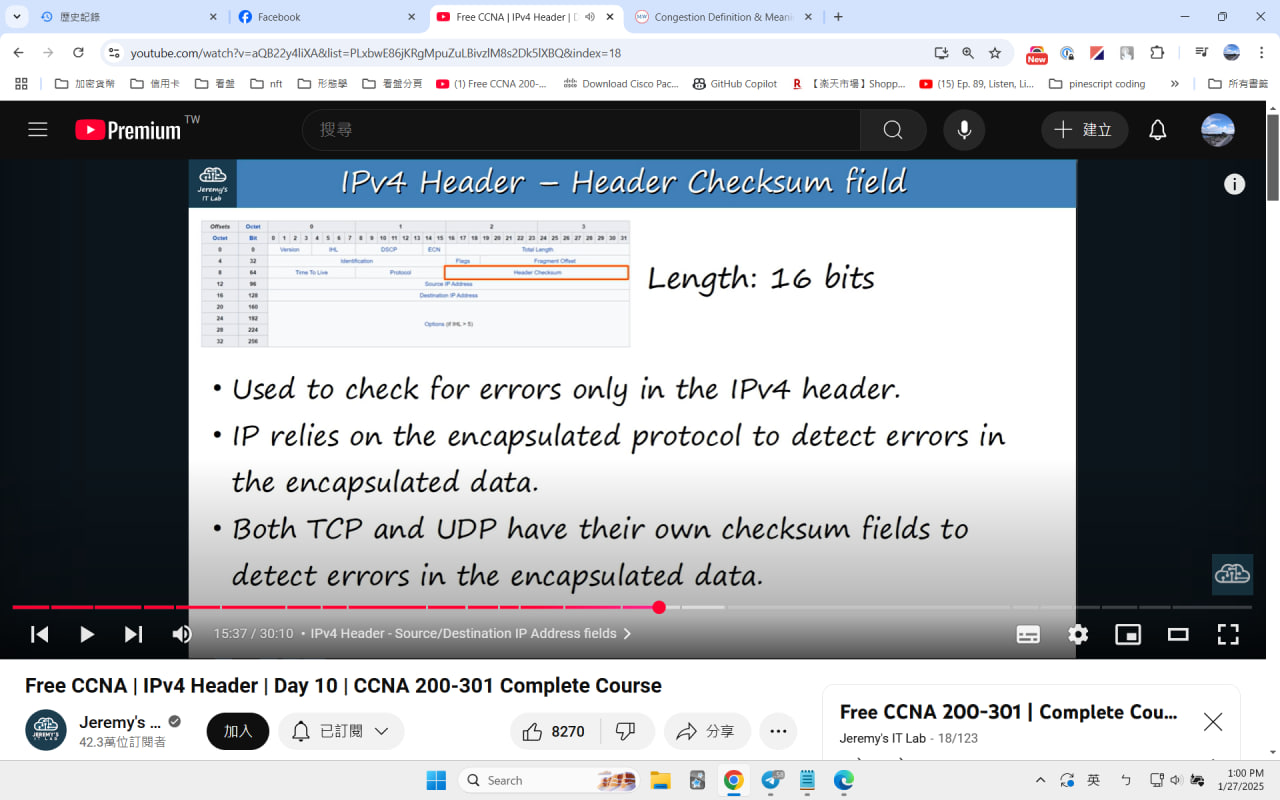 歷史記錄
Facebook
Free CCNA | IPv4 Header | D
Congestion Definition & Meani
youtube.com/watch?v=aQB22y4liXA&list=PLxbwE86jKRgMpuZuLBivzlM8s2Dk5lXBQ&index=18
New
加密貨幣
信用卡
看盤
nft
形態學
看盤分頁
(1) Free CCNA 200-...
Download Cisco Pac...
GitHub Copilot
【楽天市場】Shopp...
(15) Ep. 89, Listen, Li...
pinescript coding
所有書籤
Premium TW
搜尋
建立
Jeremy's IT Lab
IPv4 Header – Header Checksum field
Offsets Octet 0 1 2 3
Octet Bit 0 1 2 3 4 5 6 7 8 9 10 11 12 13 14 15 16 17 18 19 20 21 22 23 24 25 26 27 28 29 30 31
0 0 Version IHL DSCP ECN Total Length
4 32 Identification Flags Fragment Offset
8 64 Time To Live Protocol Header Checksum
12 96 Source IP Address
16 128 Destination IP Address
20 160
24 192
Options (if IHL > 5)
28 224
32 256
Length: 16 bits
• Used to check for errors only in the IPv4 header.
• IP relies on the encapsulated protocol to detect errors in
the encapsulated data.
• Both TCP and UDP have their own checksum fields to
detect errors in the encapsulated data.
15:37 / 30:10 • IPv4 Header - Source/Destination IP Address fields
Free CCNA | IPv4 Header | Day 10 | CCNA 200-301 Complete Course
JEREMY'S IT LAB
Jeremy's ...
42.3萬位訂閱者
加入
已訂閱
8270
分享
Free CCNA 200-301 | Complete Cou...
Jeremy's IT Lab - 18/123
Search
58
英
ㄅ
1:00 PM
1/27/2025